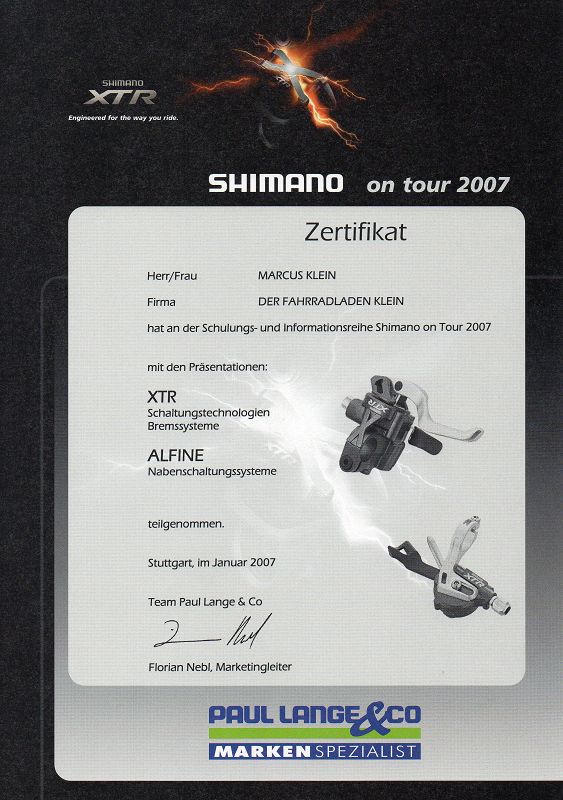 SHIMANO
XTR
Engineered for the way you ride.
SHIMANO on tour 2007
Zertifikat
Herr/Frau MARCUS KLEIN
Firma DER FAHRRADLADEN KLEIN
hat an der Schulungs- und Informationsreihe Shimano on Tour 2007
mit den Präsentationen:
XTR
Schaltungstechnologien
Bremssysteme
ALFINE
Nabenschaltungssysteme
teilgenommen.
Stuttgart, im Januar 2007
Team Paul Lange & Co
Florian Nebl, Marketingleiter
PAUL LANGE & CO
MARKENSPEZIALIST
XTR
XTR